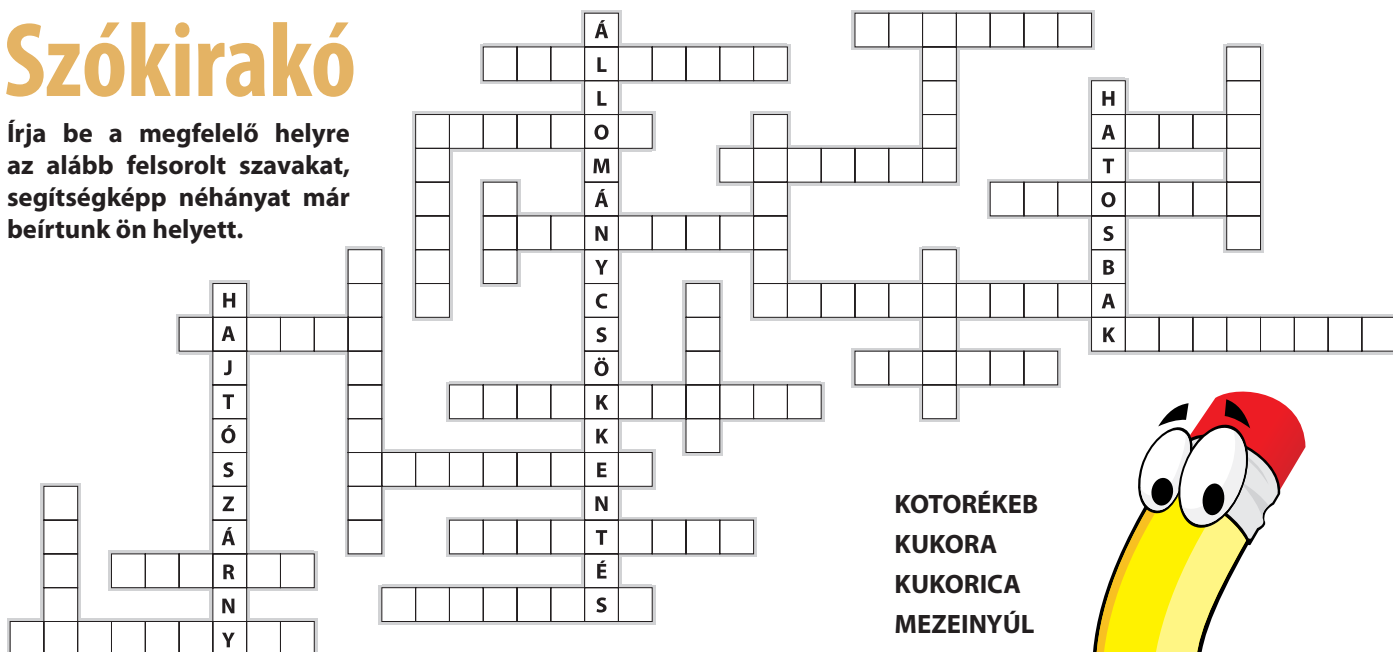 Szókirakó
Írja be a megfelelő helyre
az alább felsorolt szavakat,
segítségképp néhányat már
beírtunk ön helyett.
ÁLLOMÁNYCSÖKKENTÉS
HATOSBAK
HAJTÓSZÁRNY
KOTORÉKEB
KUKORA
KUKORICA
MEZEINYÚL